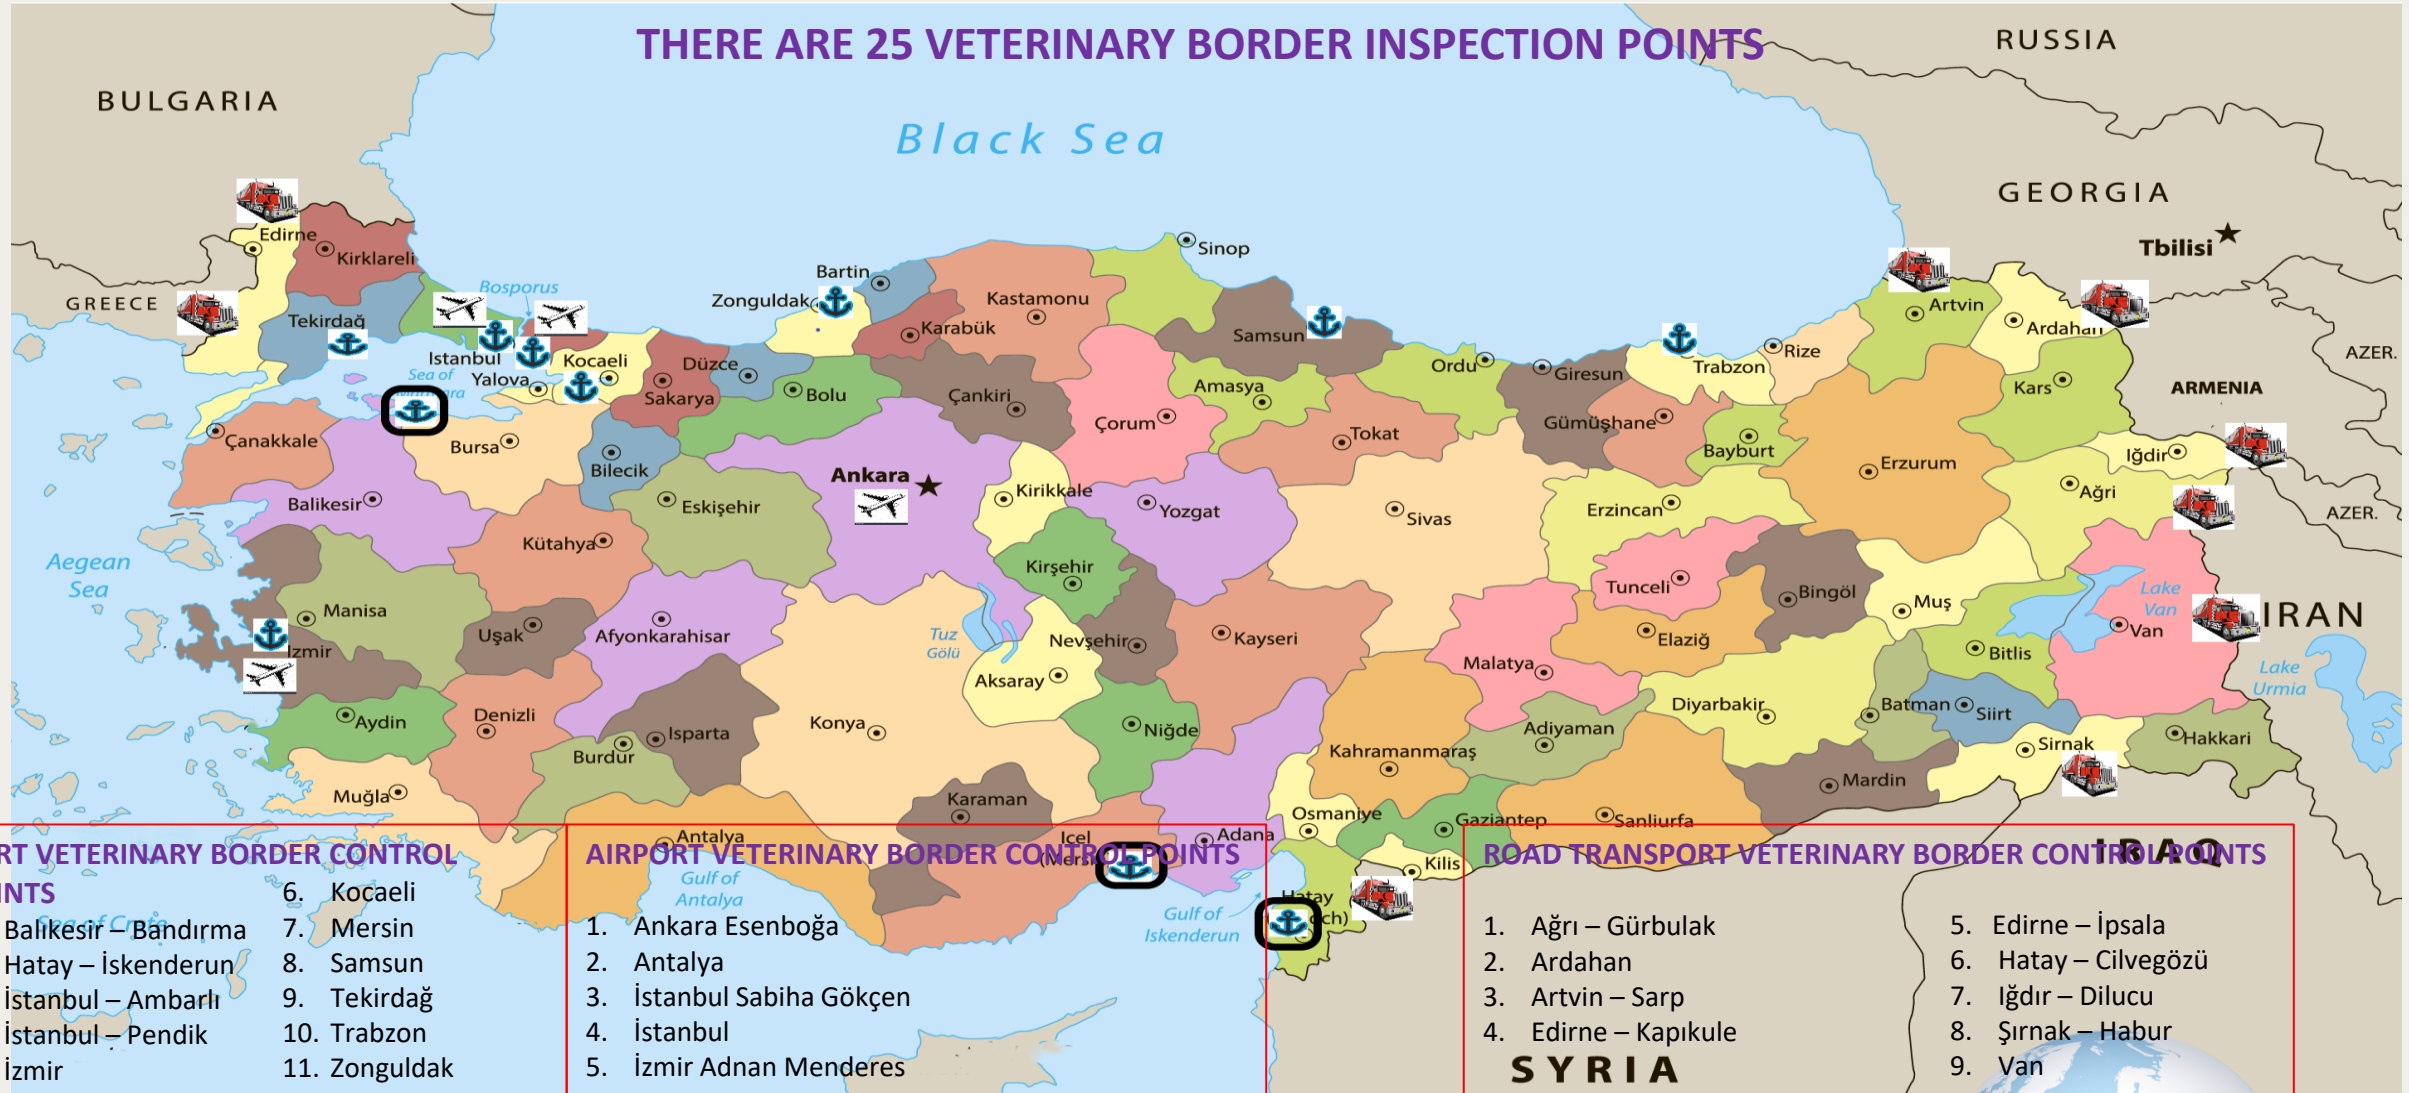 THERE ARE 25 VETERINARY BORDER INSPECTION POINTS
RUSSIA
BULGARIA
Black Sea
GEORGIA
Tbilisi
Edirne
Kirklareli
Sinop
GREECE
Bosporus
Bartin
Zonguldak
Kastamonu
Karabük
Samsun
Artvin
Ardahan
Tekirdağ
Istanbul
Kocaeli
Düzce
Ordu
Giresun
Trabzon
Rize
AZER.
Sea of
Yalova
Sakarya
Bolu
Çankiri
Amasya
Kars
ARMENIA
Çanakkale
Bursa
Bilecik
Çorum
Tokat
Gümüşhane
Bayburt
Iğdir
Ankara
Erzurum
Ağri
Balikesir
Eskişehir
Kirikkale
Yozgat
Sivas
Erzincan
AZER.
Kütahya
Aegean
Sea
Kirşehir
Tunceli
Bingöl
Muş
Lake
Van
Van
IRAN
Manisa
Uşak
Afyonkarahisar
Tuz
Gölü
Nevşehir
Kayseri
Elaziğ
Bitlis
Izmir
Aksaray
Malatya
Lake
Urmia
Aydin
Denizli
Isparta
Konya
Niğde
Adiyaman
Diyarbakir
Batman
Siirt
Burdur
Kahramanmaraş
Sirnak
Hakkari
Muğla
Karaman
Osmaniye
Gaziantep
Sanliurfa
Mardin
Antalya
Icel
(Mersi
Adana
Kilis
IRAQ
Gulf of
Antalya
Hatay
och)
Gulf of
Iskenderun
Sea of Crete
SYRIA
RT VETERINARY BORDER CONTROL
INTS
Balıkesir – Bandırma
Hatay – İskenderun
İstanbul – Ambarlı
İstanbul – Pendik
İzmir
6. Kocaeli
7. Mersin
8. Samsun
9. Tekirdağ
10. Trabzon
11. Zonguldak
AIRPORT VETERINARY BORDER CONTROL POINTS
1. Ankara Esenboğa
2. Antalya
3. İstanbul Sabiha Gökçen
4. İstanbul
5. İzmir Adnan Menderes
ROAD TRANSPORT VETERINARY BORDER CONTROL POINTS
1. Ağrı – Gürbulak
2. Ardahan
3. Artvin – Sarp
4. Edirne – Kapıkule
5. Edirne – İpsala
6. Hatay – Cilvegözü
7. Iğdır – Dilucu
8. Şırnak – Habur
9. Van